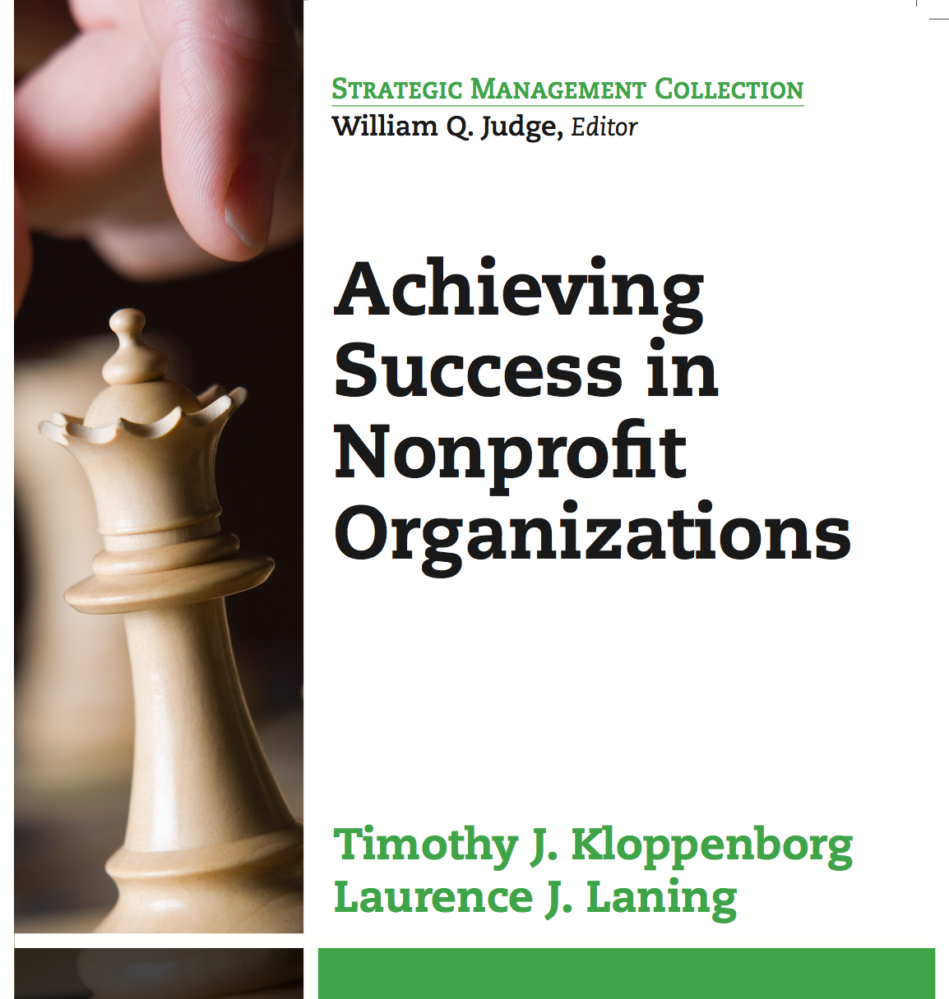 Strategic Management Collection
William Q. Judge, Editor
Achieving
Success in
Nonprofit
Organizations
Timothy J. Kloppenborg
Laurence J. Laning